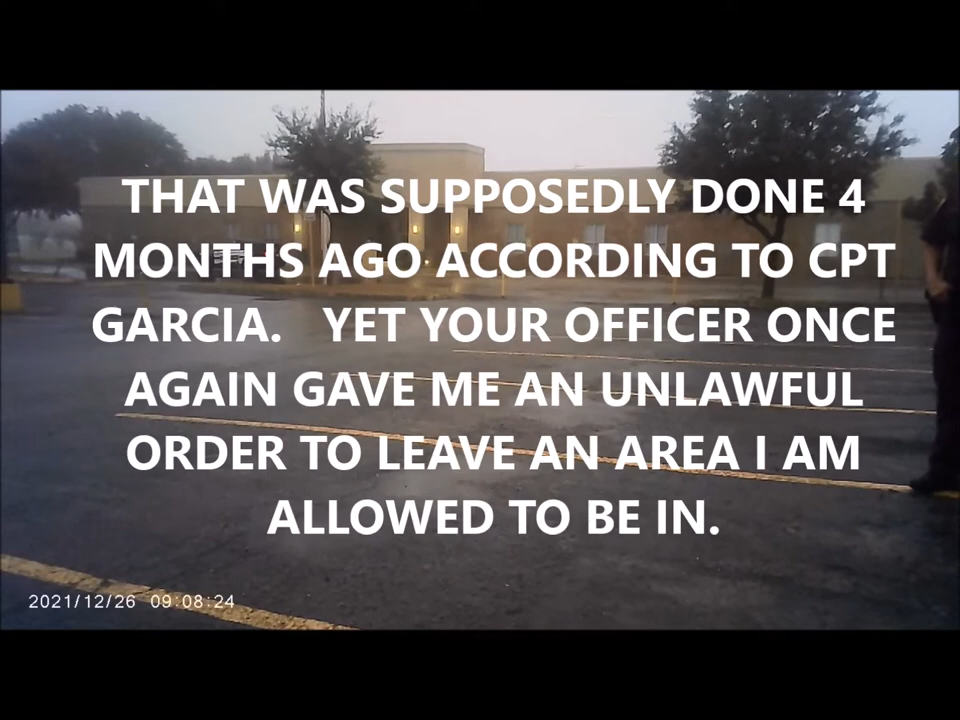 THAT WAS SUPPOSEDLY DONE 4
MONTHS AGO ACCORDING TO CPT
GARCIA.   YET YOUR OFFICER ONCE
AGAIN GAVE ME AN UNLAWFUL
ORDER TO LEAVE AN AREA I AM
ALLOWED TO BE IN.
2021/12/26  09:08:24